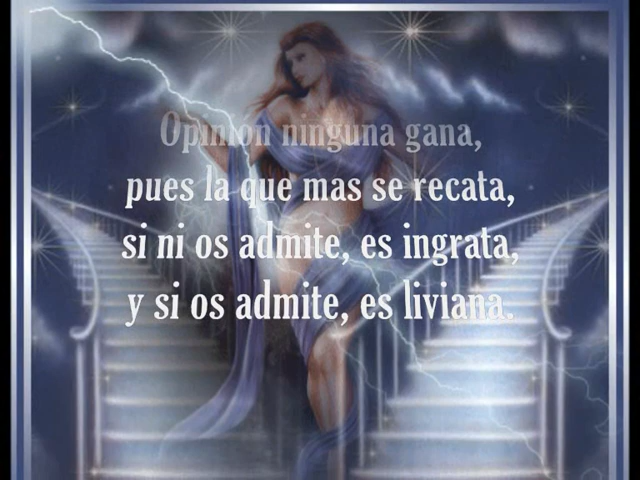 Opinion ninguna gana,
pues la que mas se recata,
si ni os admite, es ingrata,
y si os admite, es liviana.